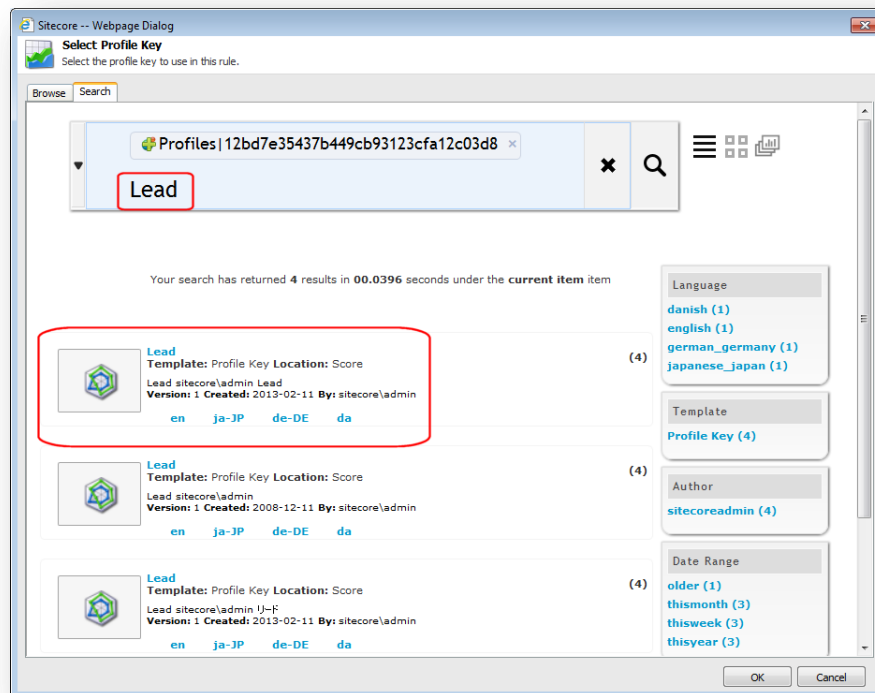 Sitecore -- Webpage Dialog
Select Profile Key
Select the profile key to use in this rule.
Browse
Search
Profiles|12bd7e35437b449cb93123cfa12c03d8 ×
Lead
Your search has returned 4 results in 00.0396 seconds under the current item item
Lead
Template: Profile Key Location: Score
(4)
Lead sitecore\admin Lead
Version: 1 Created: 2013-02-11 By: sitecore\admin
en ja-JP de-DE da
Lead
Template: Profile Key Location: Score
(4)
Lead sitecore\admin
Version: 1 Created: 2008-12-11 By: sitecore\admin
en ja-JP de-DE da
Lead
Template: Profile Key Location: Score
(4)
Lead sitecore\admin リード
Version: 1 Created: 2013-02-11 By: sitecore\admin
en ja-JP de-DE da
Language
danish (1)
english (1)
german_germany (1)
japanese_japan (1)
Template
Profile Key (4)
Author
sitecoreadmin (4)
Date Range
older (1)
thismonth (3)
thisweek (3)
thisyear (3)
OK
Cancel